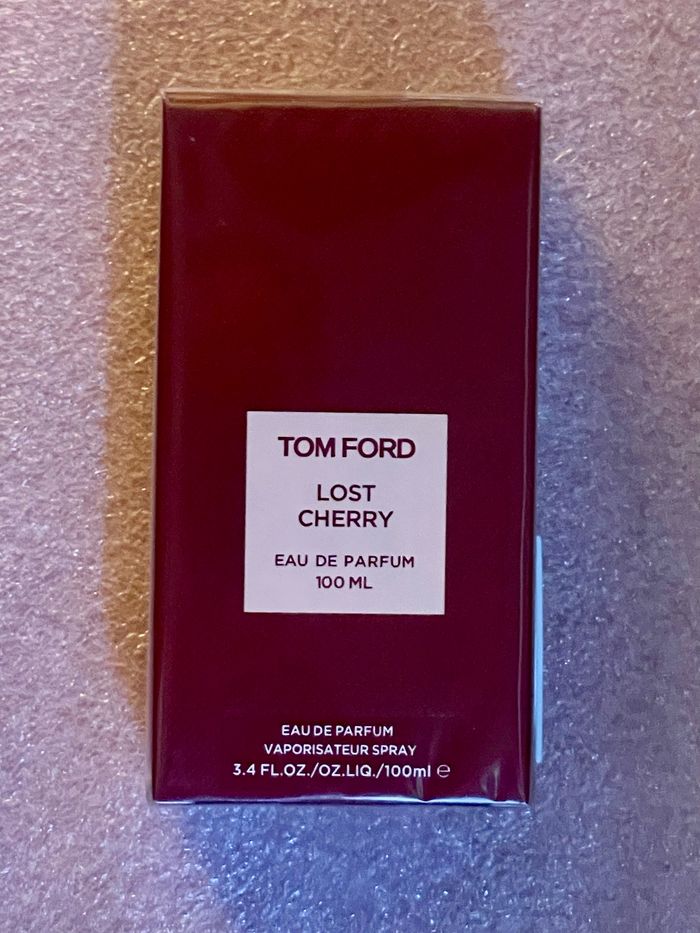 TOM FORD
LOST
CHERRY
EAU DE PARFUM
100 ML
EAU DE PARFUM
VAPORISATEUR SPRAY
3.4 FL.OZ./OZ.LIQ./100ml ℮